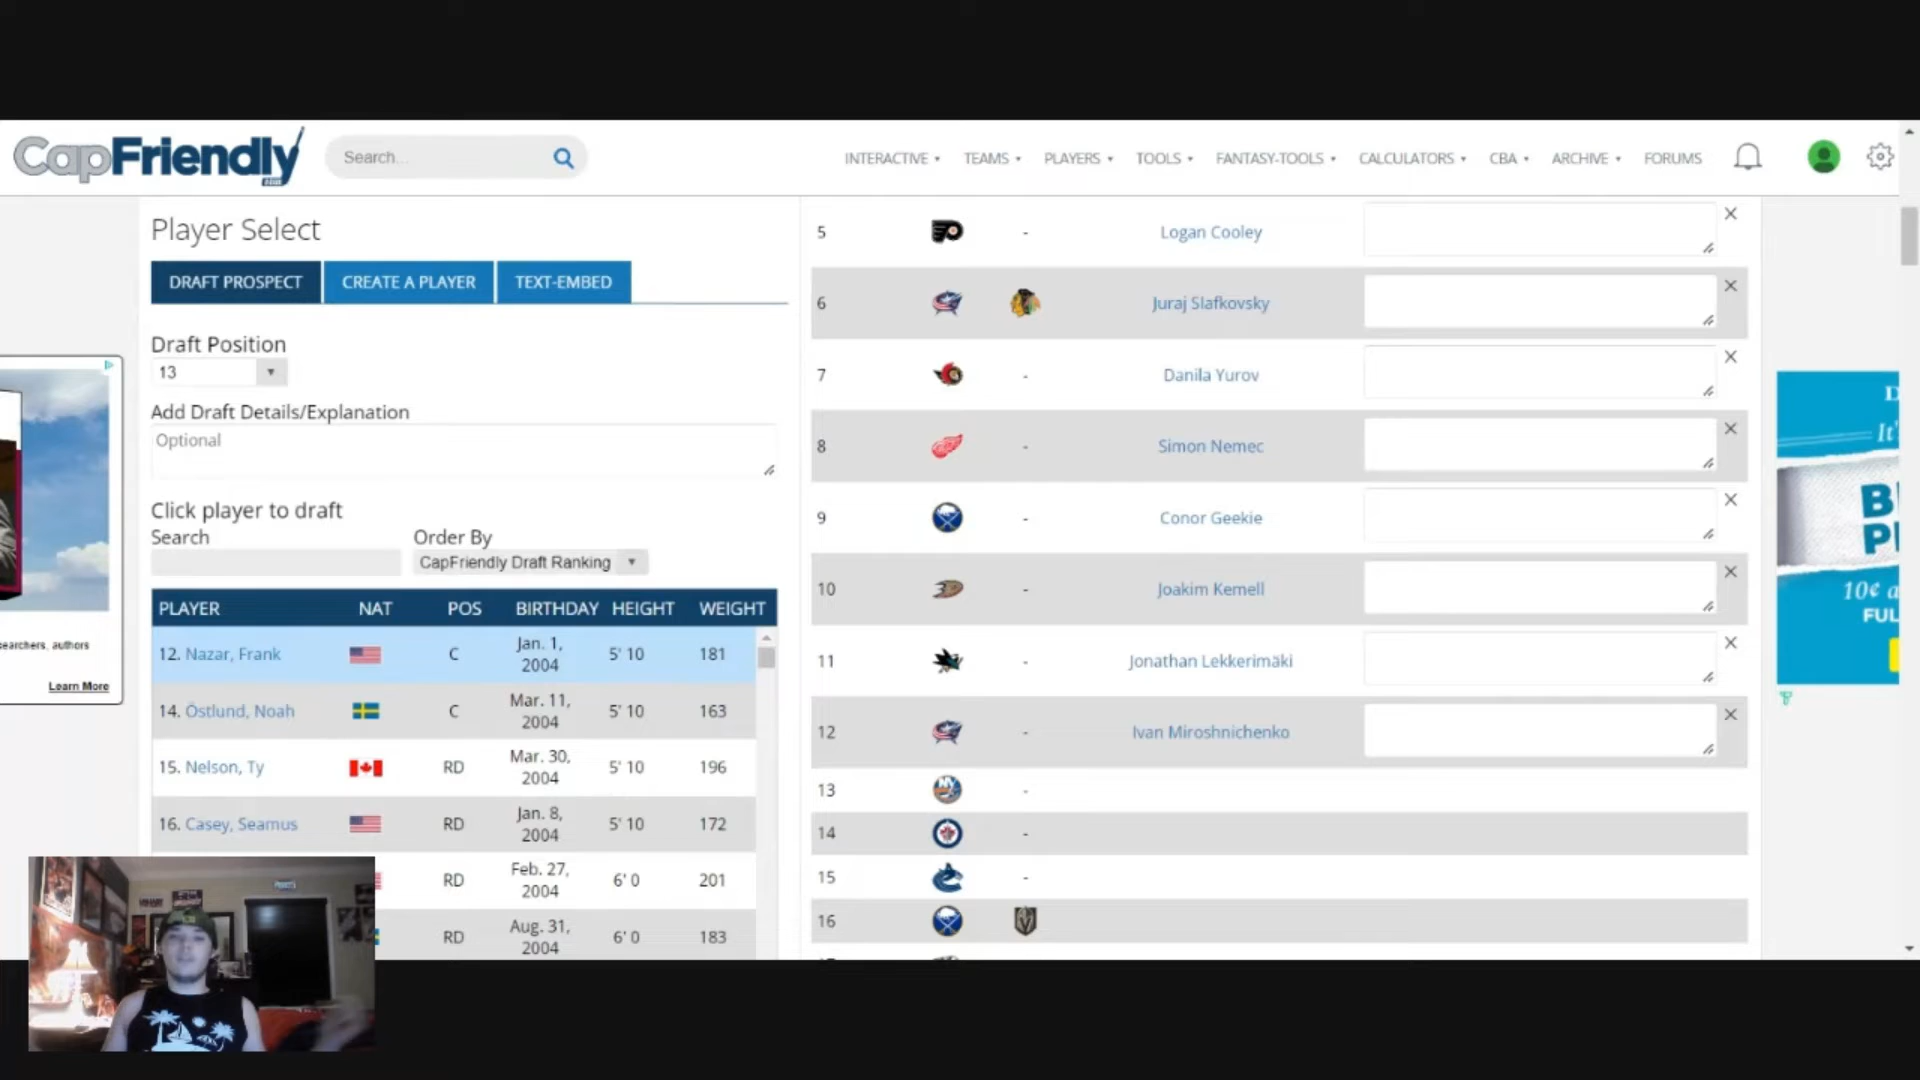 CapFriendly
Search...
INTERACTIVE TEAMS PLAYERS TOOLS FANTASY-TOOLS CALCULATORS CBA ARCHIVE FORUMS
Player Select
DRAFT PROSPECT CREATE A PLAYER TEXT-EMBED
Draft Position
13
Add Draft Details/Explanation
Optional
Click player to draft
Search Order By
CapFriendly Draft Ranking
PLAYER NAT POS BIRTHDAY HEIGHT WEIGHT
12. Nazar, Frank C Jan. 1, 2004 5' 10 181
14. Östlund, Noah C Mar. 11, 2004 5' 10 163
15. Nelson, Ty RD Mar. 30, 2004 5' 10 196
16. Casey, Seamus RD Jan. 8, 2004 5' 10 172
RD Feb. 27, 2004 6' 0 201
RD Aug. 31, 2004 6' 0 183
5 - Logan Cooley
6 Juraj Slafkovsky
7 - Danila Yurov
8 - Simon Nemec
9 - Conor Geekie
10 - Joakim Kemell
11 - Jonathan Lekkerimäki
12 - Ivan Miroshnichenko
13 -
14 -
15 -
16
searchers, authors
Learn More
D
It'
B
P
10¢ a
FUL